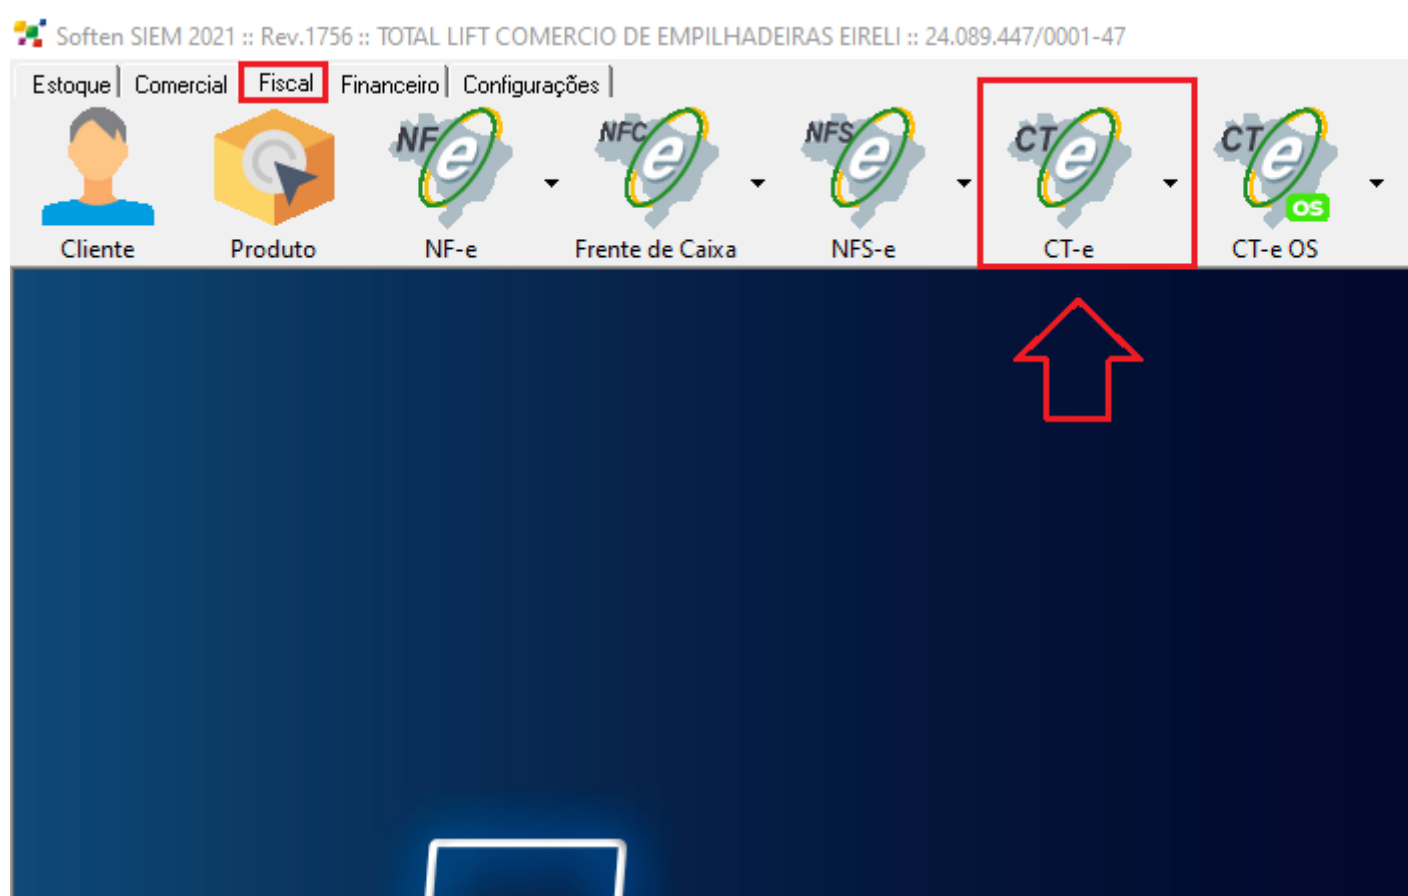 Soften SIEM 2021 :: Rev.1756 :: TOTAL LIFT COMERCIO DE EMPILHADEIRAS EIRELI :: 24.089.447/0001-47
Estoque Comercial Fiscal Financeiro Configurações
NF e NFC e NFS e CT e CT e OS
Cliente Produto NF-e Frente de Caixa NFS-e CT-e CT-e OS